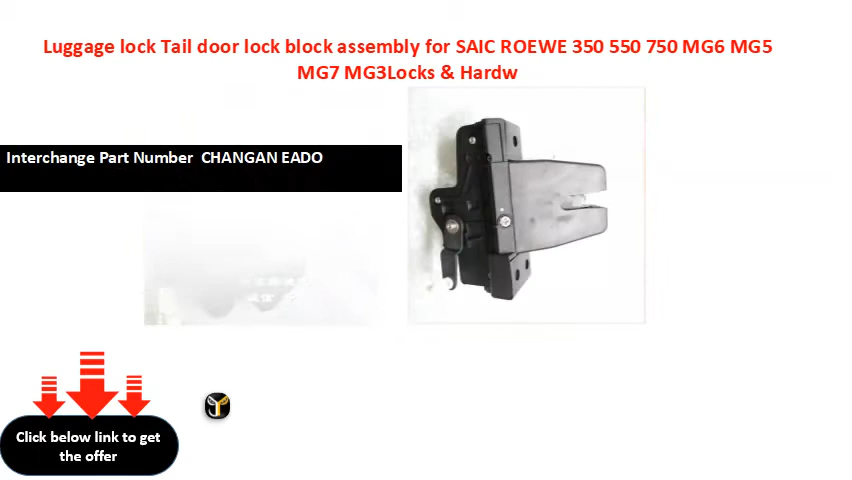 Luggage lock Tail door lock block assembly for SAIC ROEWE 350 550 750 MG6 MG5
MG7 MG3Locks & Hardw
Interchange Part Number  CHANGAN EADO
Click below link to get
the offer